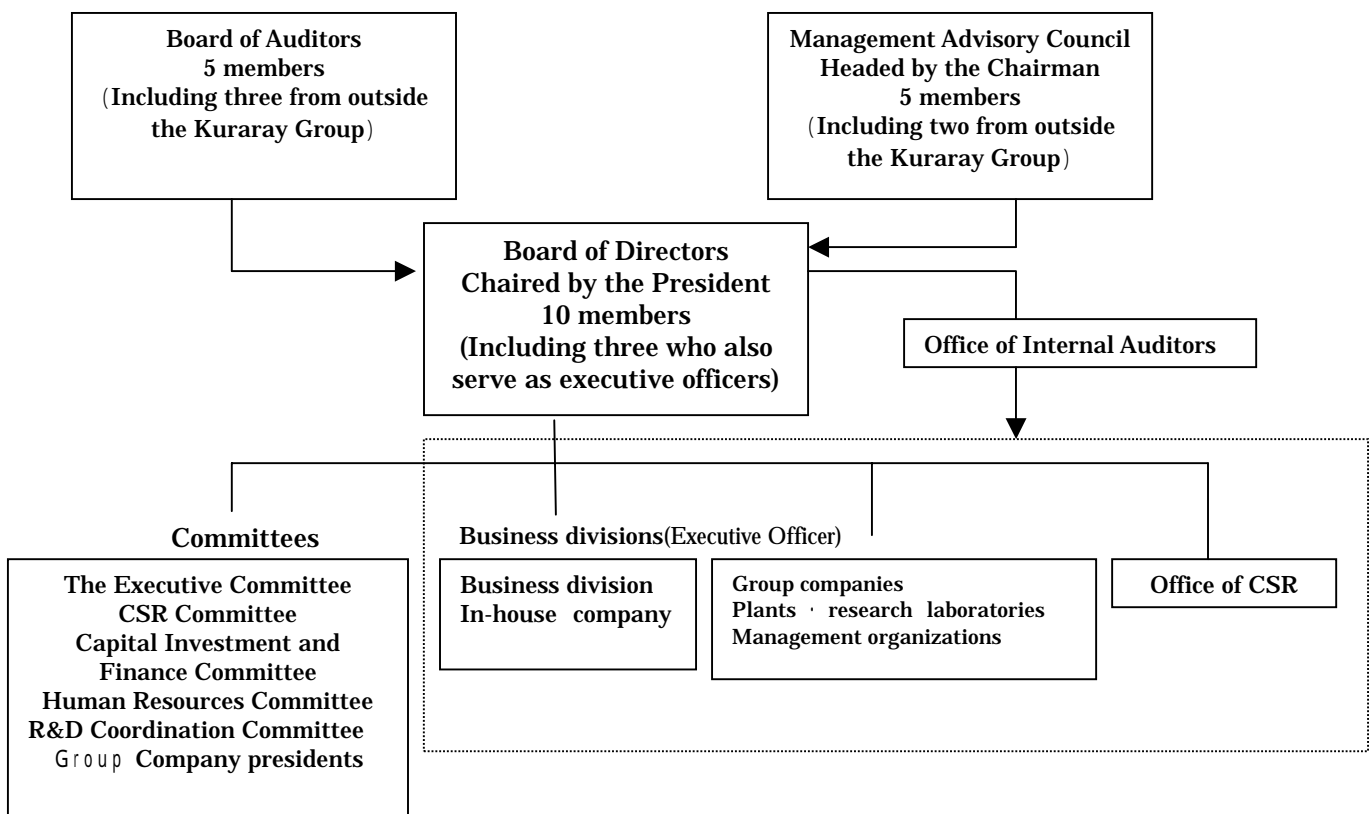 Board of Auditors
5 members
(Including three from outside
the Kuraray Group)
Management Advisory Council
Headed by the Chairman
5 members
(Including two from outside
the Kuraray Group)
Board of Directors
Chaired by the President
10 members
(Including three who also
serve as executive officers)
Office of Internal Auditors
Committees
The Executive Committee
CSR Committee
Capital Investment and
Finance Committee
Human Resources Committee
R&D Coordination Committee
Group Company presidents
Business divisions(Executive Officer)
Business division
In-house company
Group companies
Plants · research laboratories
Management organizations
Office of CSR